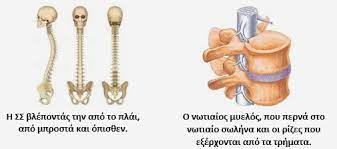 Η ΣΣ βλέποντάς την από το πλάι,
από μπροστά και όπισθεν.
Ο νωτιαίος μυελός, που περνά στο
νωτιαίο σωλήνα και οι ρίζες που
εξέρχονται από τα τρήματα.